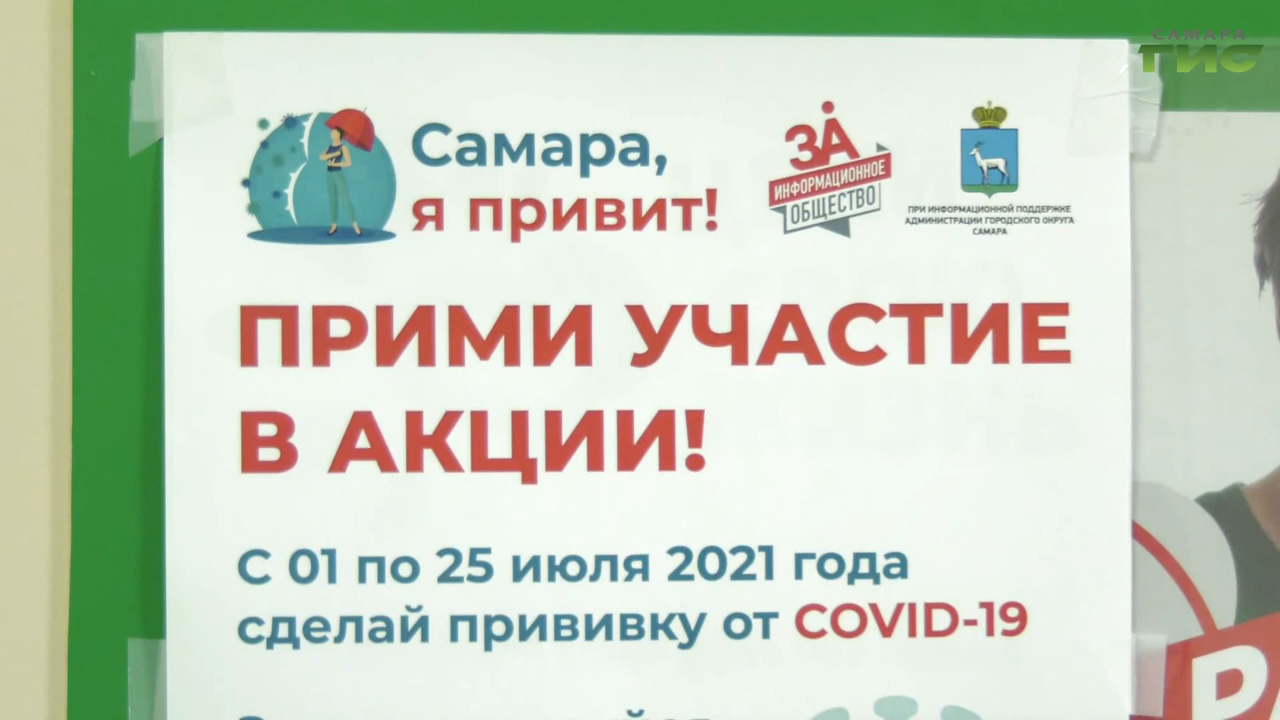 САМАРА
ГИС
Самара,
я привит!
ЗА
ИНФОРМАЦИОННОЕ
ОБЩЕСТВО
ПРИ ИНФОРМАЦИОННОЙ ПОДДЕРЖКЕ
АДМИНИСТРАЦИИ ГОРОДСКОГО ОКРУГА
САМАРА
ПРИМИ УЧАСТИЕ
В АКЦИИ!
С 01 по 25 июля 2021 года
сделай прививку от COVID-19